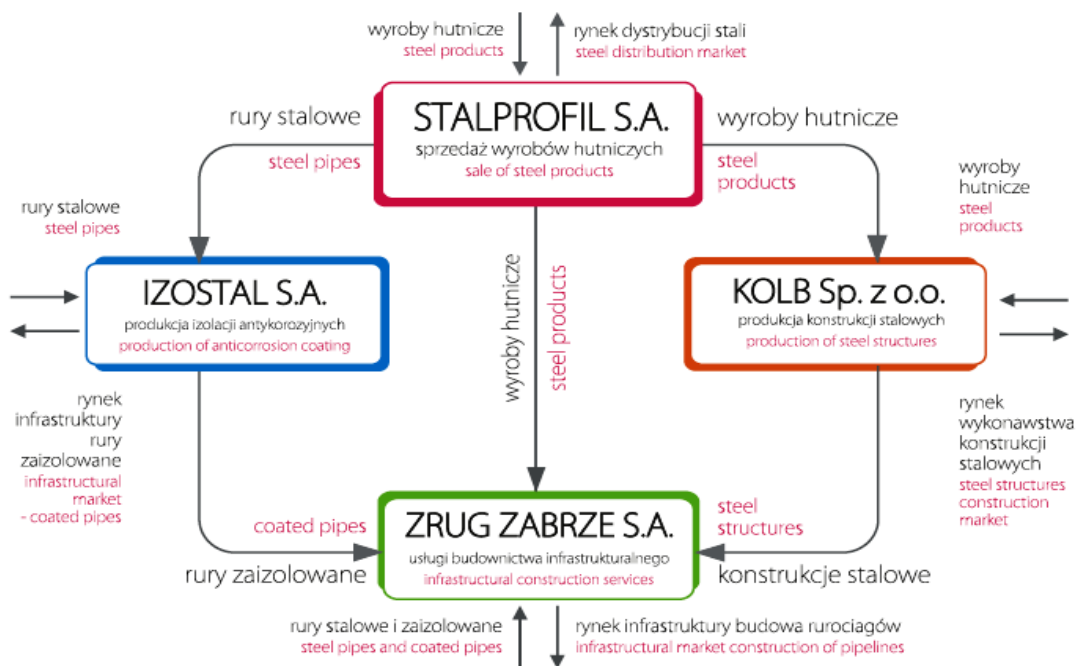 wyroby hutnicze
steel products
rynek dystrybucji stali
steel distribution market
rury stalowe
steel pipes
STALPROFIL S.A.
sprzedaż wyrobów hutniczych
sale of steel products
wyroby hutnicze
steel
products
rury stalowe
steel pipes
wyroby
hutnicze
steel
products
IZOSTAL S.A.
produkcja izolacji antykorozyjnych
production of anticorrosion coating
wyroby hutnicze
steel products
KOLB Sp. z o.o.
produkcja konstrukcji stalowych
production of steel structures
rynek
infrastruktury
rury
zaizolowane
infrastructural
market
- coated pipes
rynek
wykonawstwa
konstrukcji
stalowych
steel structures
construction
market
coated pipes
rury zaizolowane
ZRUG ZABRZE S.A.
usługi budownictwa infrastrukturalnego
infrastructural construction services
steel
structures
konstrukcje stalowe
rury stalowe i zaizolowane
steel pipes and coated pipes
rynek infrastruktury budowa rurociągów
infrastructural market construction of pipelines